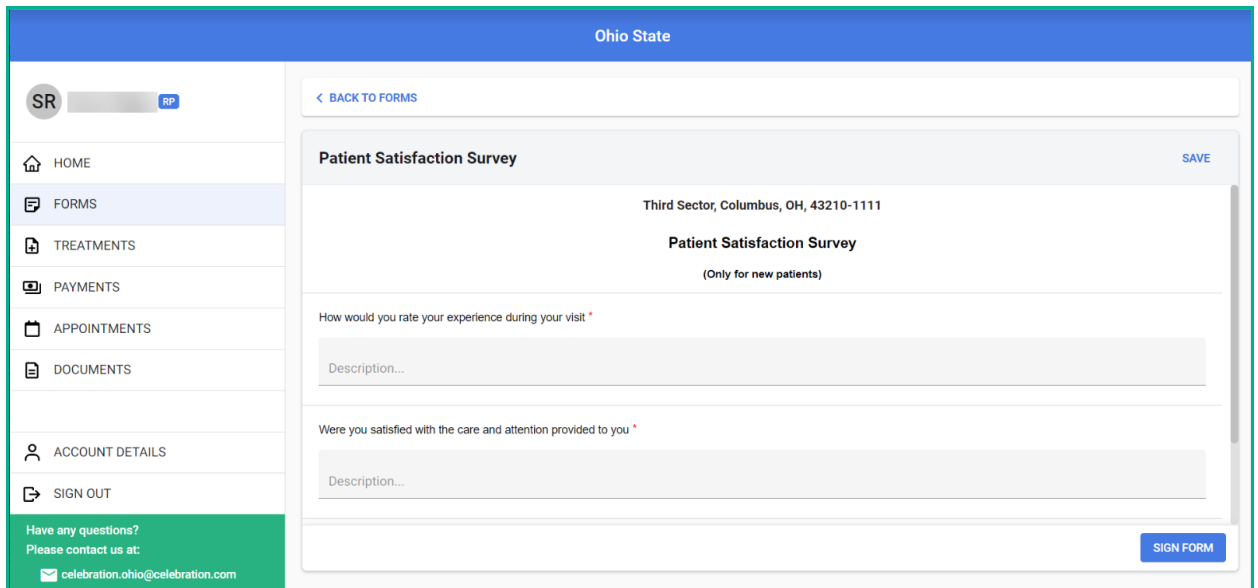 Ohio State
SR
RP
HOME
FORMS
TREATMENTS
PAYMENTS
APPOINTMENTS
DOCUMENTS
ACCOUNT DETAILS
SIGN OUT
Have any questions?
Please contact us at:
celebration.ohio@celebration.com
< BACK TO FORMS
Patient Satisfaction Survey
SAVE
Third Sector, Columbus, OH, 43210-1111
Patient Satisfaction Survey
(Only for new patients)
How would you rate your experience during your visit *
Description...
Were you satisfied with the care and attention provided to you *
Description...
SIGN FORM